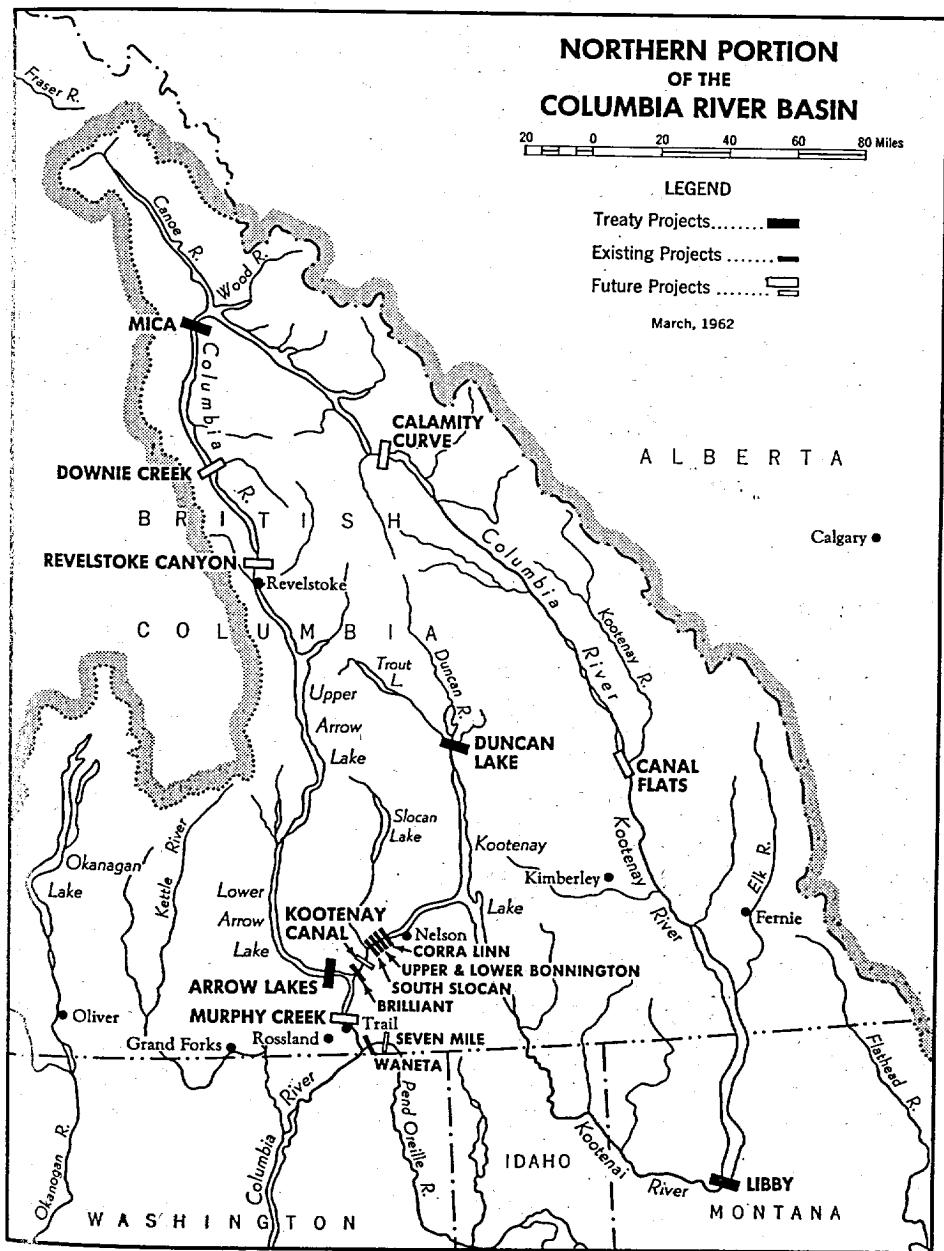 NORTHERN PORTION
OF THE
COLUMBIA RIVER BASIN
20 0 20 40 60 80 Miles
LEGEND
Treaty Projects
Existing Projects
Future Projects
March, 1962
Fraser R.
Canoe R.
Wood R.
MICA
Columbia R.
CALAMITY
CURVE
DOWNIE CREEK
ALBERTA
BRITISH
COLUMBIA
Calgary
REVELSTOKE CANYON
Revelstoke
Columbia River
Kootenay R.
Trout
L.
Duncan R.
Upper
Arrow
Lake
DUNCAN
LAKE
CANAL
FLATS
Slocan
Lake
Kootenay
Lake
Okanagan
Lake
Kettle River
Kimberley
Kootenay River
Elk R.
Fernie
Lower
Arrow
Lake
KOOTENAY
CANAL
Nelson
CORRA LINN
UPPER & LOWER BONNINGTON
SOUTH SLOCAN
BRILLIANT
ARROW LAKES
MURPHY CREEK
Oliver
Trail
Grand Forks
Rossland
SEVEN MILE
WANETA
Flathead R.
Columbia River
Pend Oreille R.
Okanogan R.
IDAHO
Kootenai River
LIBBY
WASHINGTON
MONTANA